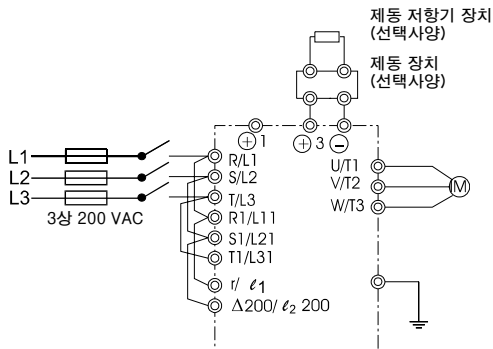 제동 저항기 장치
(선택사양)
제동 장치
(선택사양)
⊕1
⊕3 ⊖
L1
L2
L3
3상 200 VAC
R/L1
S/L2
T/L3
R1/L11
S1/L21
T1/L31
r/ ℓ1
Δ200/ ℓ2 200
U/T1
V/T2
W/T3
M